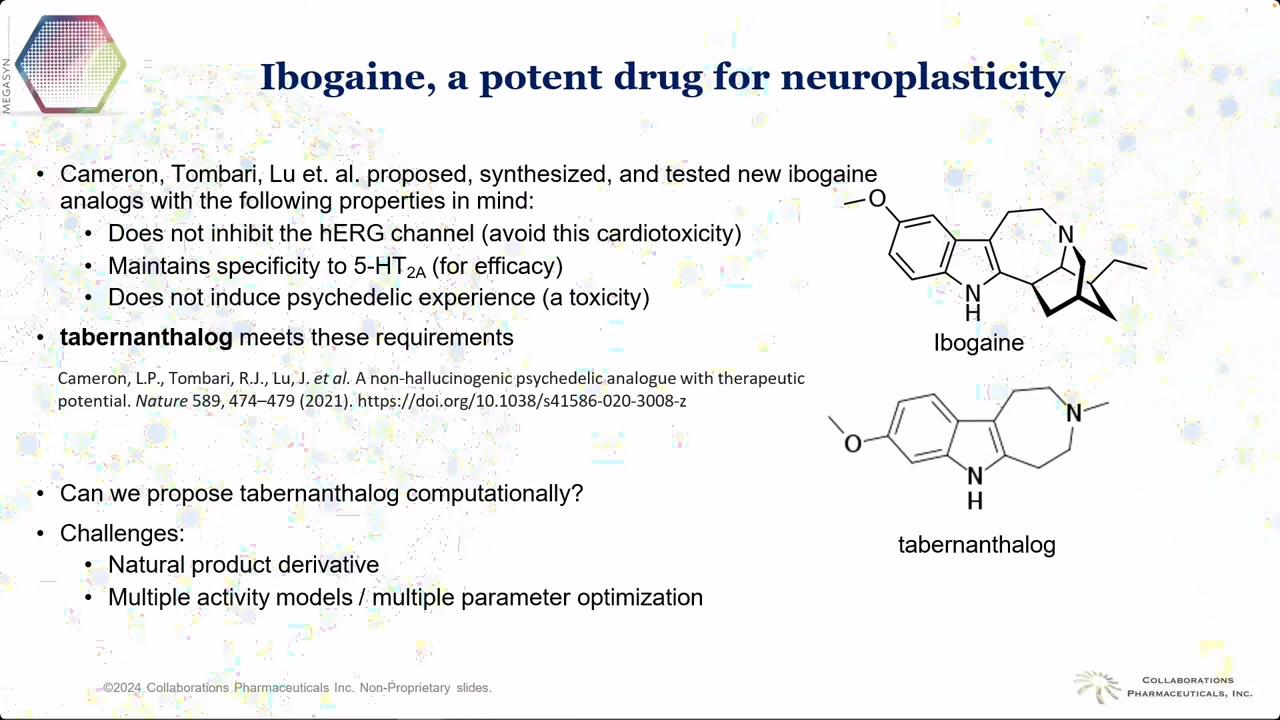 MEGASYN
Ibogaine, a potent drug for neuroplasticity
• Cameron, Tombari, Lu et. al. proposed, synthesized, and tested new ibogaine
analogs with the following properties in mind:
• Does not inhibit the hERG channel (avoid this cardiotoxicity)
• Maintains specificity to 5-HT2A (for efficacy)
• Does not induce psychedelic experience (a toxicity)
• tabernanthalog meets these requirements
Cameron, L.P., Tombari, R.J., Lu, J. et al. A non-hallucinogenic psychedelic analogue with therapeutic
potential. Nature 589, 474–479 (2021). https://doi.org/10.1038/s41586-020-3008-z
• Can we propose tabernanthalog computationally?
• Challenges:
• Natural product derivative
• Multiple activity models / multiple parameter optimization
O
N
N
H
Ibogaine
N
O
N
H
tabernanthalog
©2024 Collaborations Pharmaceuticals Inc. Non-Proprietary slides.
COLLABORATIONS
PHARMACEUTICALS, INC.